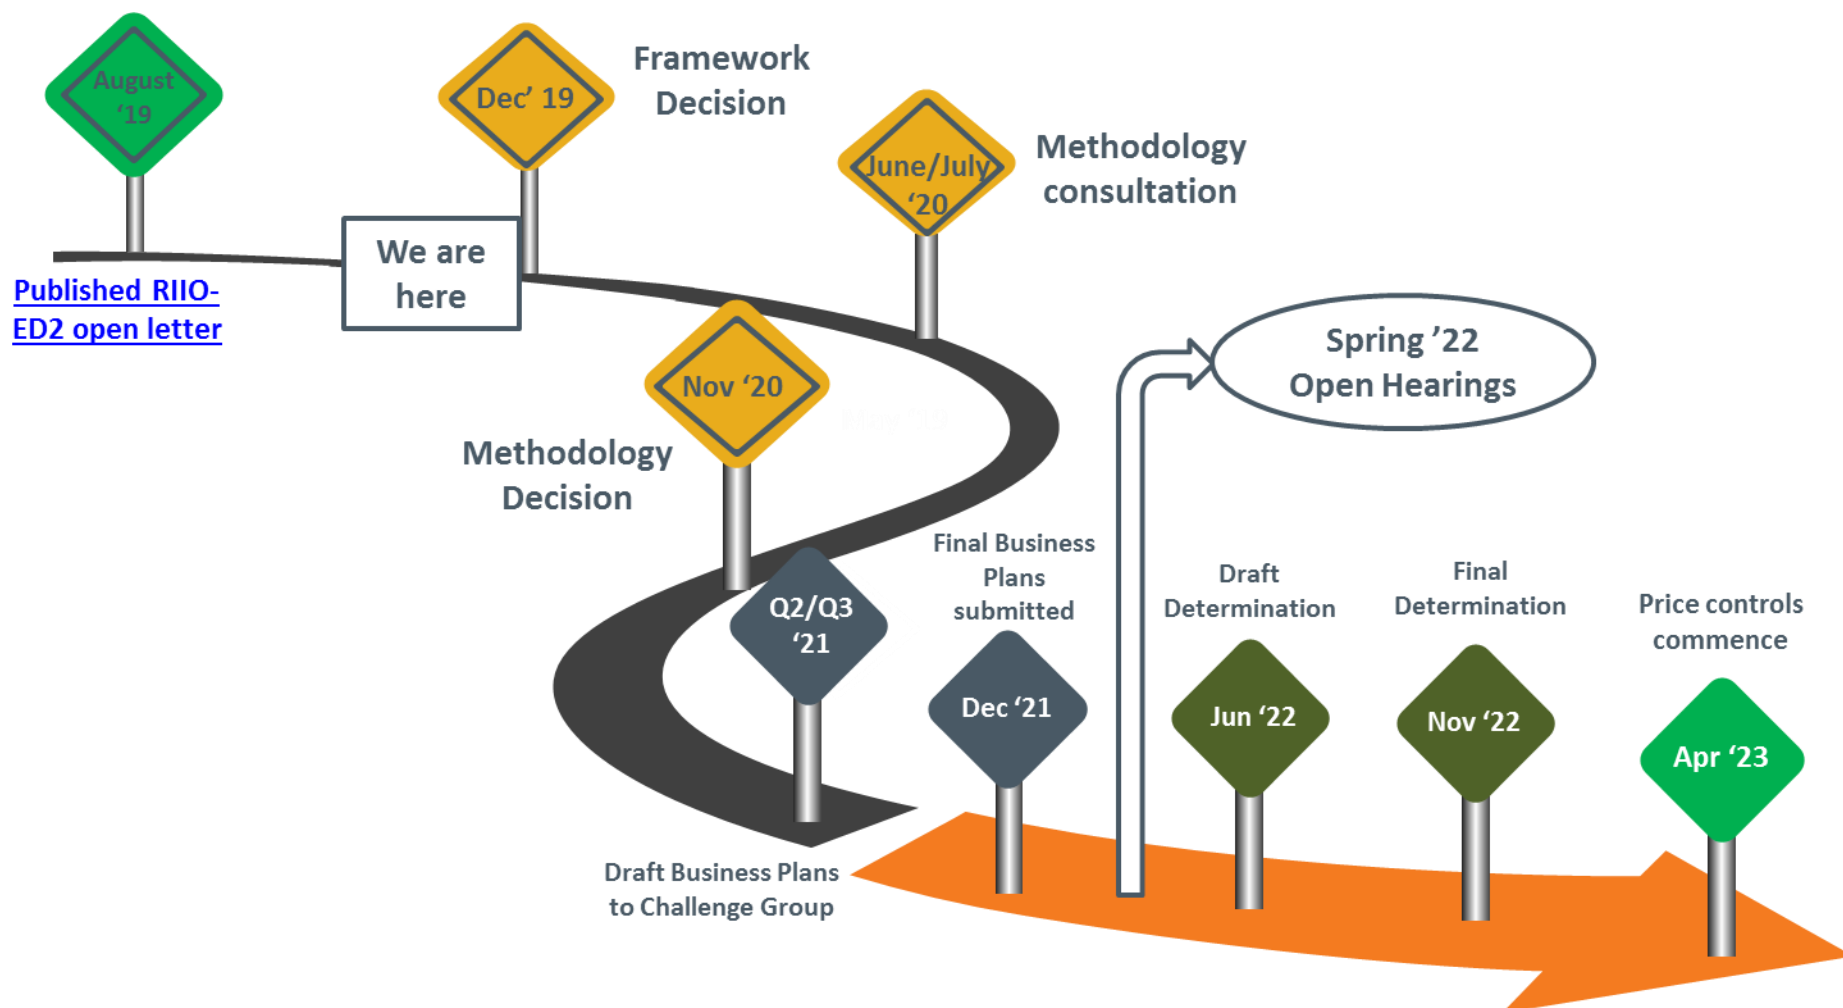 August
‘19
Published RIIO-
ED2 open letter
We are
here
Dec’ 19
Framework
Decision
June/July
‘20
Methodology
consultation
Nov ‘20
Methodology
Decision
Q2/Q3
‘21
Draft Business Plans
to Challenge Group
Final Business
Plans
submitted
Dec ‘21
Spring ’22
Open Hearings
Draft
Determination
Jun ‘22
Final
Determination
Nov ‘22
Price controls
commence
Apr ‘23